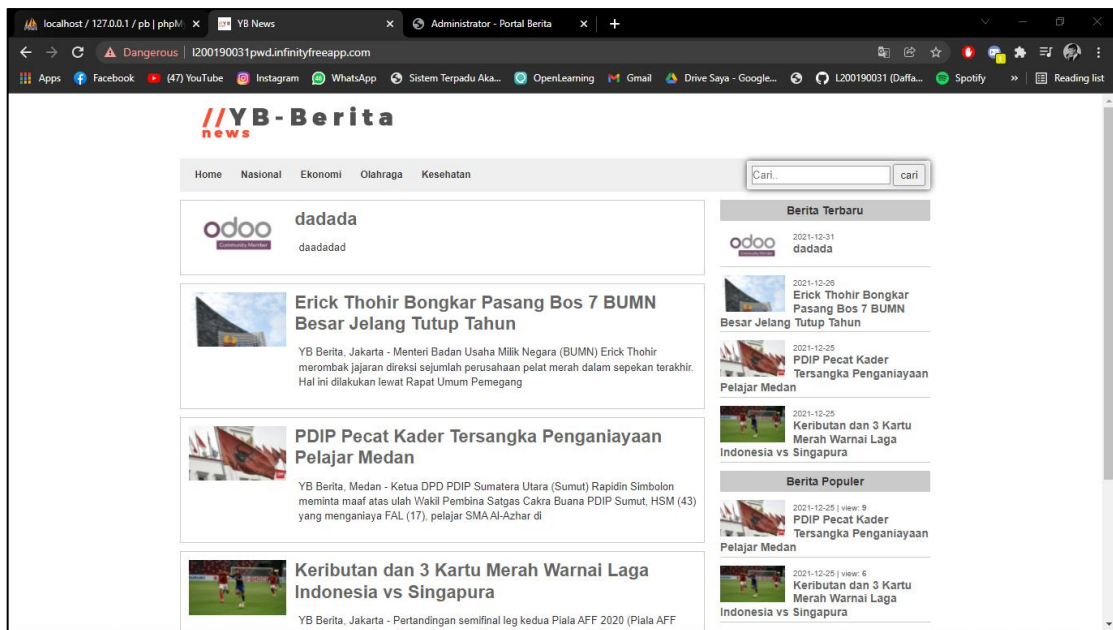 localhost / 127.0.0.1 / pb | phpM
YB News
Administrator - Portal Berita
Dangerous
l200190031pwd.infinityfreeapp.com
Apps
Facebook
(47) YouTube
Instagram
WhatsApp
Sistem Terpadu Aka...
OpenLearning
Gmail
Drive Saya - Google...
L200190031 (Daffa...
Spotify
»
Reading list
//YB-Berita
news
Home Nasional Ekonomi Olahraga Kesehatan
Cari..
cari
odoo
Community Member
dadada
daadadad
Erick Thohir Bongkar Pasang Bos 7 BUMN
Besar Jelang Tutup Tahun
YB Berita, Jakarta - Menteri Badan Usaha Milik Negara (BUMN) Erick Thohir
merombak jajaran direksi sejumlah perusahaan pelat merah dalam sepekan terakhir.
Hal ini dilakukan lewat Rapat Umum Pemegang
PDIP Pecat Kader Tersangka Penganiayaan
Pelajar Medan
YB Berita, Medan - Ketua DPD PDIP Sumatera Utara (Sumut) Rapidin Simbolon
meminta maaf atas ulah Wakil Pembina Satgas Cakra Buana PDIP Sumut, HSM (43)
yang menganiaya FAL (17), pelajar SMA Al-Azhar di
Keributan dan 3 Kartu Merah Warnai Laga
Indonesia vs Singapura
YB Berita, Jakarta - Pertandingan semifinal leg kedua Piala AFF 2020 (Piala AFF
Berita Terbaru
odoo
2021-12-31
dadada
2021-12-26
Erick Thohir Bongkar
Pasang Bos 7 BUMN
Besar Jelang Tutup Tahun
2021-12-25
PDIP Pecat Kader
Tersangka Penganiayaan
Pelajar Medan
2021-12-25
Keributan dan 3 Kartu
Merah Warnai Laga
Indonesia vs Singapura
Berita Populer
2021-12-25 | view: 9
PDIP Pecat Kader
Tersangka Penganiayaan
Pelajar Medan
2021-12-25 | view: 6
Keributan dan 3 Kartu
Merah Warnai Laga
Indonesia vs Singapura